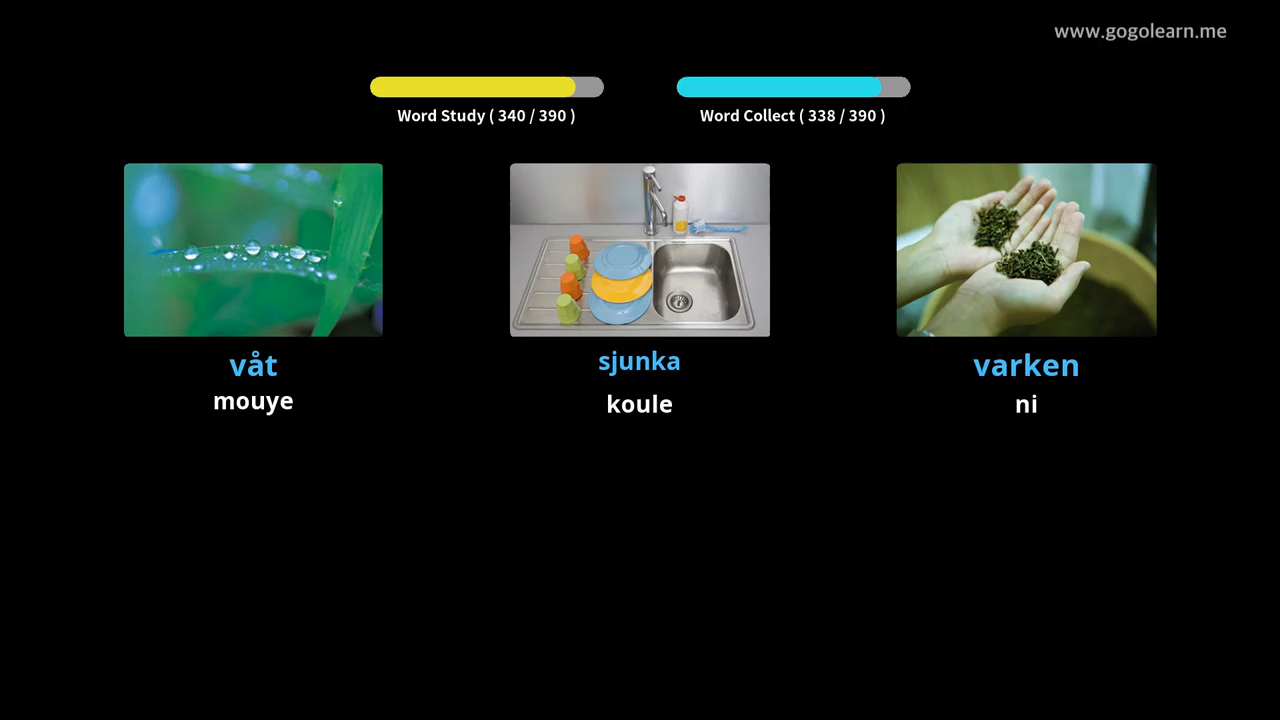 www.gogolearn.me
Word Study ( 340 / 390 )
Word Collect ( 338 / 390 )
våt
mouye
sjunka
koule
varken
ni